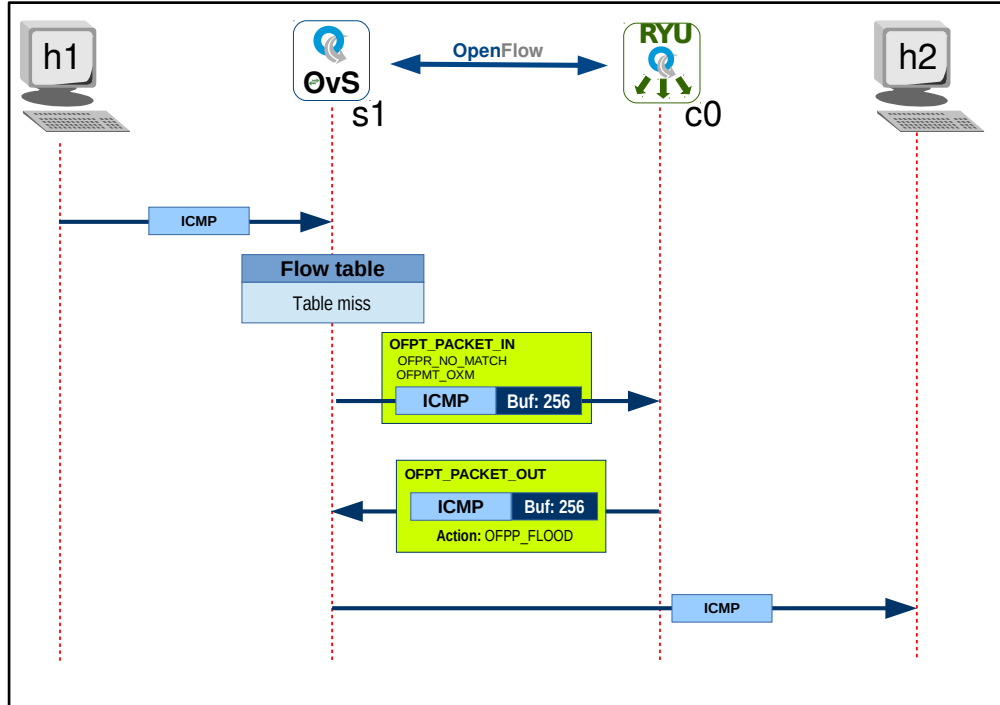 h1
OvS
s1
OpenFlow
RYU
c0
h2
ICMP
Flow table
Table miss
OFPT_PACKET_IN
OFPR_NO_MATCH
OFPMT_OXM
ICMP Buf: 256
OFPT_PACKET_OUT
ICMP Buf: 256
Action: OFPP_FLOOD
ICMP